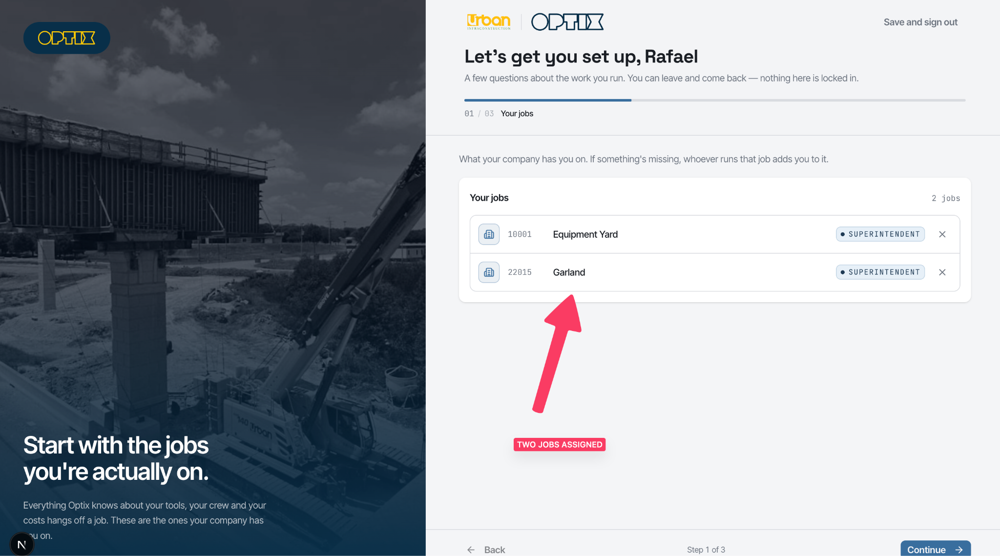 OPTIX
Start with the jobs
you're actually on.
Everything Optix knows about your tools, your crew and your
costs hangs off a job. These are the ones your company has
you on.
N
140 Urban
Urban
INFRACONSTRUCTION
OPTIX
Save and sign out
Let's get you set up, Rafael
A few questions about the work you run. You can leave and come back — nothing here is locked in.
01 / 03 Your jobs
What your company has you on. If something's missing, whoever runs that job adds you to it.
Your jobs
2 jobs
10001 Equipment Yard SUPERINTENDENT
22015 Garland SUPERINTENDENT
TWO JOBS ASSIGNED
Back
Step 1 of 3
Continue